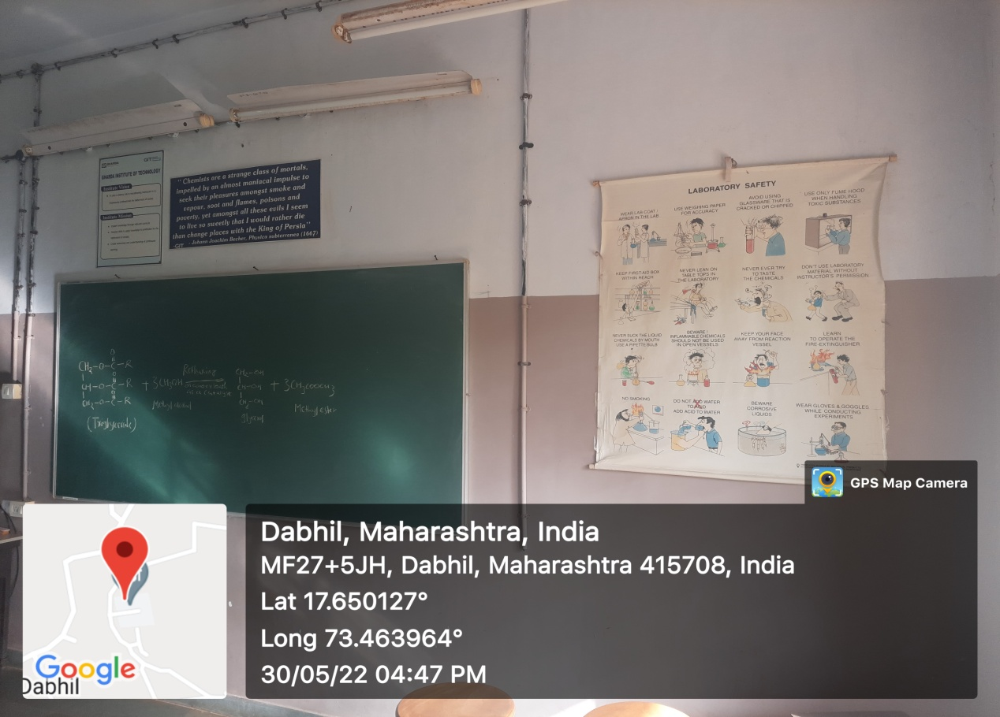 GIT
GHARDA INSTITUTE OF TECHNOLOGY
Institute Vision
Institute Mission
" Chemists are a strange class of mortals,
impelled by an almost maniacal impulse to
seek their pleasures amongst smoke and
vapour, soot and flames, poisons and
poverty, yet amongst all these evils I seem
to live so sweetly that I would rather die
than change places with the King of Persia"
-GIT - Johann Joachim Becher, Physica subterranea (1667)
O
CH2-O-C-R
O
CH-O-C-R
O
CH2-O-C-R
(Triglyceride)
+ 3CH3OH
Refluxing
CH2-OH
CH-OH
CH2-OH
+ 3CH3COOCH3
Methyl ester
LABORATORY SAFETY
WEAR LAB COAT /
APRON IN THE LAB
USE WEIGHING PAPER
FOR ACCURACY
AVOID USING
GLASSWARE THAT IS
CRACKED OR CHIPPED
USE ONLY FUME HOOD
WHEN HANDLING
TOXIC SUBSTANCES
KEEP FIRST-AID BOX
WITHIN REACH
NEVER LEAN ON
TABLE TOPS IN
THE LABORATORY
NEVER EVER TRY
TO TASTE
THE CHEMICALS
DON'T USE LABORATORY
MATERIAL WITHOUT
INSTRUCTOR'S PERMISSION
NEVER SUCK THE LIQUID
CHEMICALS BY MOUTH
USE A PIPETTE BULB
BEWARE !
INFLAMMABLE CHEMICALS
SHOULD NOT BE USED
IN OPEN VESSELS
KEEP YOUR FACE
AWAY FROM REACTION
VESSEL
LEARN
TO OPERATE THE
FIRE-EXTINGUISHER
NO SMOKING
DO NOT ADD WATER
TO ACID
ADD ACID TO WATER
BEWARE
CORROSIVE
LIQUIDS
WEAR GLOVES & GOGGLES
WHILE CONDUCTING
EXPERIMENTS
GPS Map Camera
Google
Dabhil
Dabhil, Maharashtra, India
MF27+5JH, Dabhil, Maharashtra 415708, India
Lat 17.650127°
Long 73.463964°
30/05/22 04:47 PM